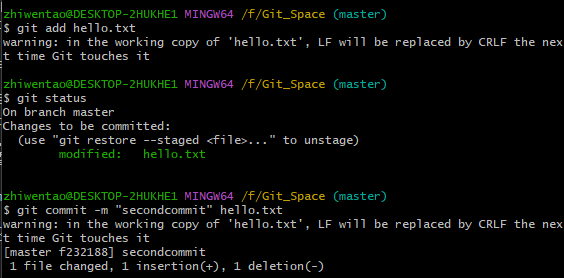 zhiwentao@DESKTOP-2HUKHE1 MINGW64 /f/Git_Space (master)
$ git add hello.txt
warning: in the working copy of 'hello.txt', LF will be replaced by CRLF the nex
t time Git touches it
zhiwentao@DESKTOP-2HUKHE1 MINGW64 /f/Git_Space (master)
$ git status
On branch master
Changes to be committed:
  (use "git restore --staged <file>..." to unstage)
        modified:   hello.txt
zhiwentao@DESKTOP-2HUKHE1 MINGW64 /f/Git_Space (master)
$ git commit -m "secondcommit" hello.txt
warning: in the working copy of 'hello.txt', LF will be replaced by CRLF the nex
t time Git touches it
[master f232188] secondcommit
 1 file changed, 1 insertion(+), 1 deletion(-)